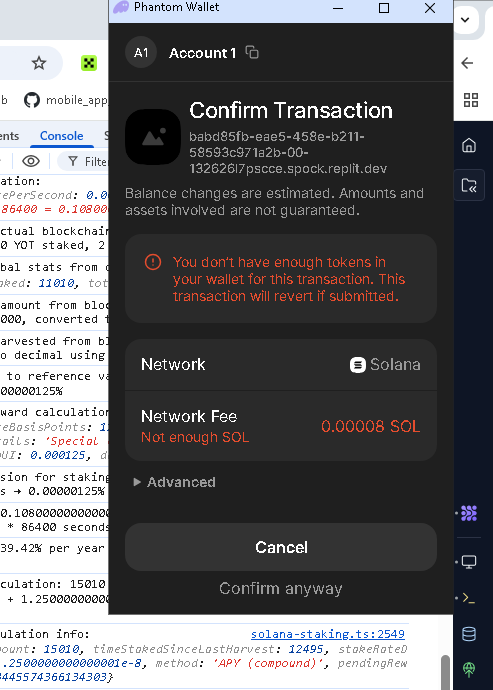 Phantom Wallet
A1 Account 1
Confirm Transaction
babd85fb-eae5-458e-b211-
58593c971a2b-00-
132626l7pscce.spock.replit.dev
Balance changes are estimated. Amounts and
assets involved are not guaranteed.
You don't have enough tokens in
your wallet for this transaction. This
transaction will revert if submitted.
Network
Solana
Network Fee
Not enough SOL
0.00008 SOL
Advanced
Cancel
Confirm anyway
b
mobile_app
ents
Console
S
Filter
ation:
ePerSecond: 0.00
86400 = 0.10800
ctual blockchain
0 YOT staked, 2
bal stats from
aked: 11010, tot
amount from bloc
000, converted t
arvested from bl
o decimal using
to reference va
00000125%
ward calculation
eBasisPoints: 1
ails: 'Special
UI: 0.000125, d
sion for staking
s → 0.00000125%
0.1080000000000
* 86400 seconds
39.42% per year
culation: 15010
+ 1.25000000000
culation info:
solana-staking.ts:2549
ount: 15010, timeStakedSinceLastHarvest: 12495, stakeRateD
.2500000000000001e-8, method: 'APY (compound)', pendingRew
3445574366134303}